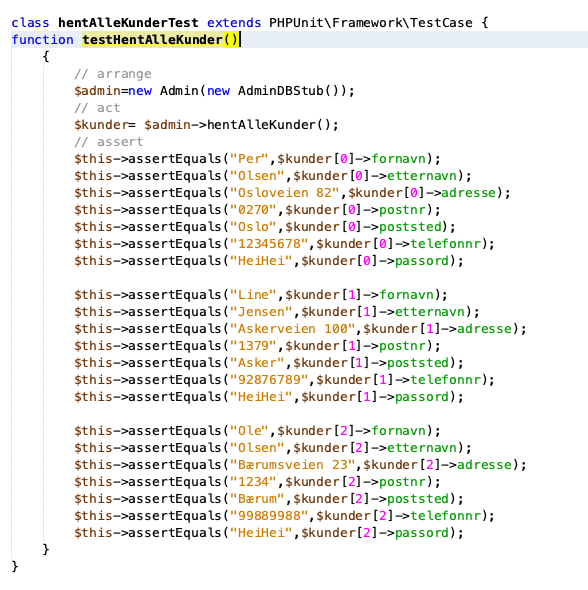 class hentAlleKunderTest extends PHPUnit\Framework\TestCase {
function testHentAlleKunder()
    {
        // arrange
        $admin=new Admin(new AdminDBStub());
        // act
        $kunder= $admin->hentAlleKunder();
        // assert
        $this->assertEquals("Per",$kunder[0]->fornavn);
        $this->assertEquals("Olsen",$kunder[0]->etternavn);
        $this->assertEquals("Osloveien 82",$kunder[0]->adresse);
        $this->assertEquals("0270",$kunder[0]->postnr);
        $this->assertEquals("Oslo",$kunder[0]->poststed);
        $this->assertEquals("12345678",$kunder[0]->telefonnr);
        $this->assertEquals("HeiHei",$kunder[0]->passord);

        $this->assertEquals("Line",$kunder[1]->fornavn);
        $this->assertEquals("Jensen",$kunder[1]->etternavn);
        $this->assertEquals("Askerveien 100",$kunder[1]->adresse);
        $this->assertEquals("1379",$kunder[1]->postnr);
        $this->assertEquals("Asker",$kunder[1]->poststed);
        $this->assertEquals("92876789",$kunder[1]->telefonnr);
        $this->assertEquals("HeiHei",$kunder[1]->passord);

        $this->assertEquals("Ole",$kunder[2]->fornavn);
        $this->assertEquals("Olsen",$kunder[2]->etternavn);
        $this->assertEquals("Bærumsveien 23",$kunder[2]->adresse);
        $this->assertEquals("1234",$kunder[2]->postnr);
        $this->assertEquals("Bærum",$kunder[2]->poststed);
        $this->assertEquals("99889988",$kunder[2]->telefonnr);
        $this->assertEquals("HeiHei",$kunder[2]->passord);
    }
}